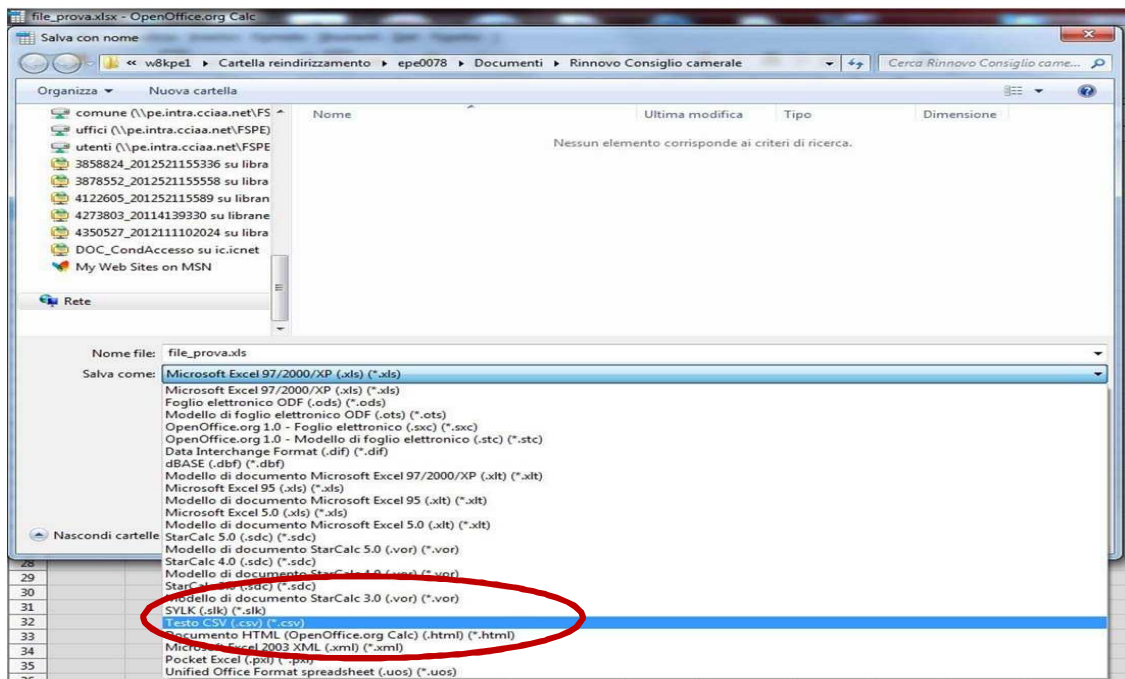 file_prova.xlsx - OpenOffice.org Calc
Salva con nome
« w8kpe1 ▸ Cartella reindirizzamento ▸ epe0078 ▸ Documenti ▸ Rinnovo Consiglio camerale
Cerca Rinnovo Consiglio came...
Organizza Nuova cartella
Nome Ultima modifica Tipo Dimensione
Nessun elemento corrisponde ai criteri di ricerca.
comune (\\pe.intra.cciaa.net\FS
uffici (\\pe.intra.cciaa.net\FSPE)
utenti (\\pe.intra.cciaa.net\FSPE
3858824_2012521155336 su libra
3878552_2012521155558 su libra
4122605_201252115589 su libran
4273803_20114139330 su librane
4350527_2012111102024 su libra
DOC_CondAccesso su ic.icnet
My Web Sites on MSN
Rete
Nome file: file_prova.xls
Salva come: Microsoft Excel 97/2000/XP (.xls) (*.xls)
Microsoft Excel 97/2000/XP (.xls) (*.xls)
Foglio elettronico ODF (.ods) (*.ods)
Modello di foglio elettronico ODF (.ots) (*.ots)
OpenOffice.org 1.0 - Foglio elettronico (.sxc) (*.sxc)
OpenOffice.org 1.0 - Modello di foglio elettronico (.stc) (*.stc)
Data Interchange Format (.dif) (*.dif)
dBASE (.dbf) (*.dbf)
Modello di documento Microsoft Excel 97/2000/XP (.xlt) (*.xlt)
Microsoft Excel 95 (.xls) (*.xls)
Modello di documento Microsoft Excel 95 (.xlt) (*.xlt)
Microsoft Excel 5.0 (.xls) (*.xls)
Modello di documento Microsoft Excel 5.0 (.xlt) (*.xlt)
Nascondi cartelle
StarCalc 5.0 (.sdc) (*.sdc)
Modello di documento StarCalc 5.0 (.vor) (*.vor)
StarCalc 4.0 (.sdc) (*.sdc)
Modello di documento StarCalc 4.0 (.vor) (*.vor)
StarCalc 3.0 (.sdc) (*.sdc)
Modello di documento StarCalc 3.0 (.vor) (*.vor)
SYLK (.slk) (*.slk)
Testo CSV (.csv) (*.csv)
Documento HTML (OpenOffice.org Calc) (.html) (*.html)
Microsoft Excel 2003 XML (.xml) (*.xml)
Pocket Excel (.pxl) (*.pxl)
Unified Office Format spreadsheet (.uos) (*.uos)
28
29
30
31
32
33
34
35